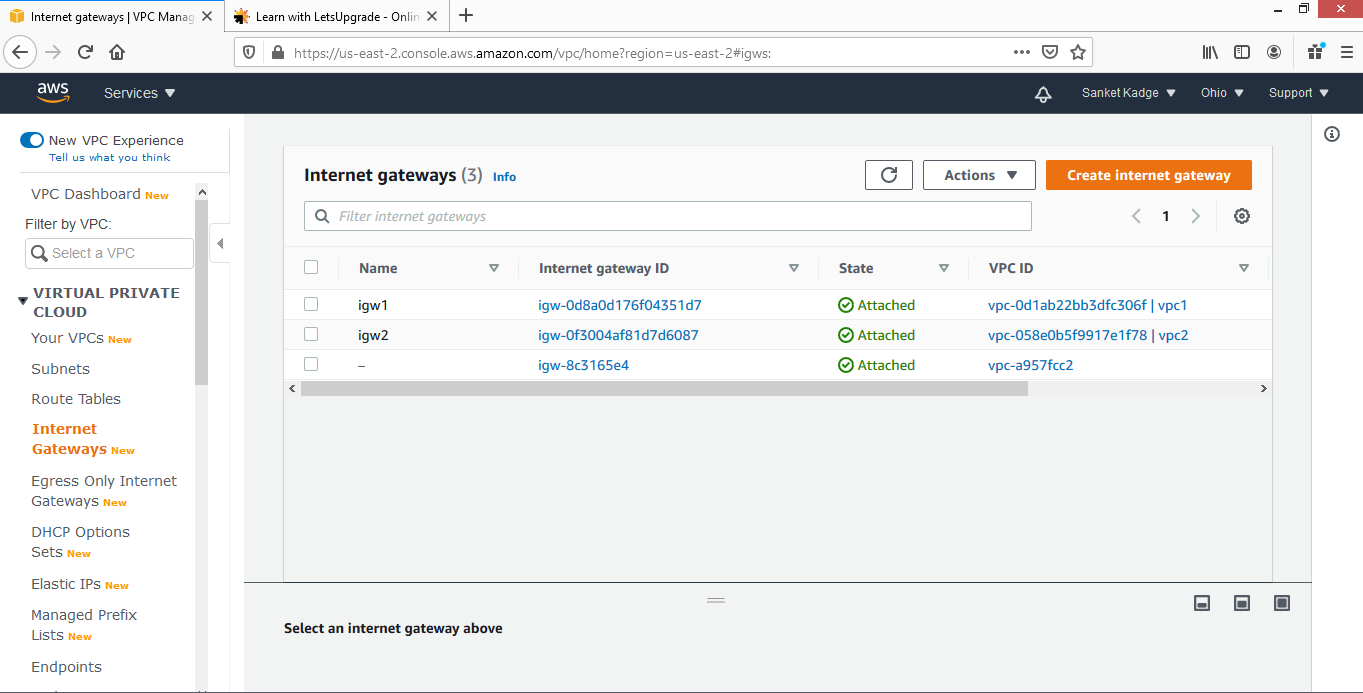 Internet gateways | VPC Manag
Learn with LetsUpgrade - Onlin
https://us-east-2.console.aws.amazon.com/vpc/home?region=us-east-2#igws:
aws
Services
Sanket Kadge
Ohio
Support
New VPC Experience
Tell us what you think
VPC Dashboard New
Filter by VPC:
Select a VPC
VIRTUAL PRIVATE
CLOUD
Your VPCs New
Subnets
Route Tables
Internet
Gateways New
Egress Only Internet
Gateways New
DHCP Options
Sets New
Elastic IPs New
Managed Prefix
Lists New
Endpoints
Internet gateways (3) Info
Actions
Create internet gateway
Filter internet gateways
1
Name Internet gateway ID State VPC ID
igw1 igw-0d8a0d176f04351d7 Attached vpc-0d1ab22bb3dfc306f | vpc1
igw2 igw-0f3004af81d7d6087 Attached vpc-058e0b5f9917e1f78 | vpc2
– igw-8c3165e4 Attached vpc-a957fcc2
Select an internet gateway above